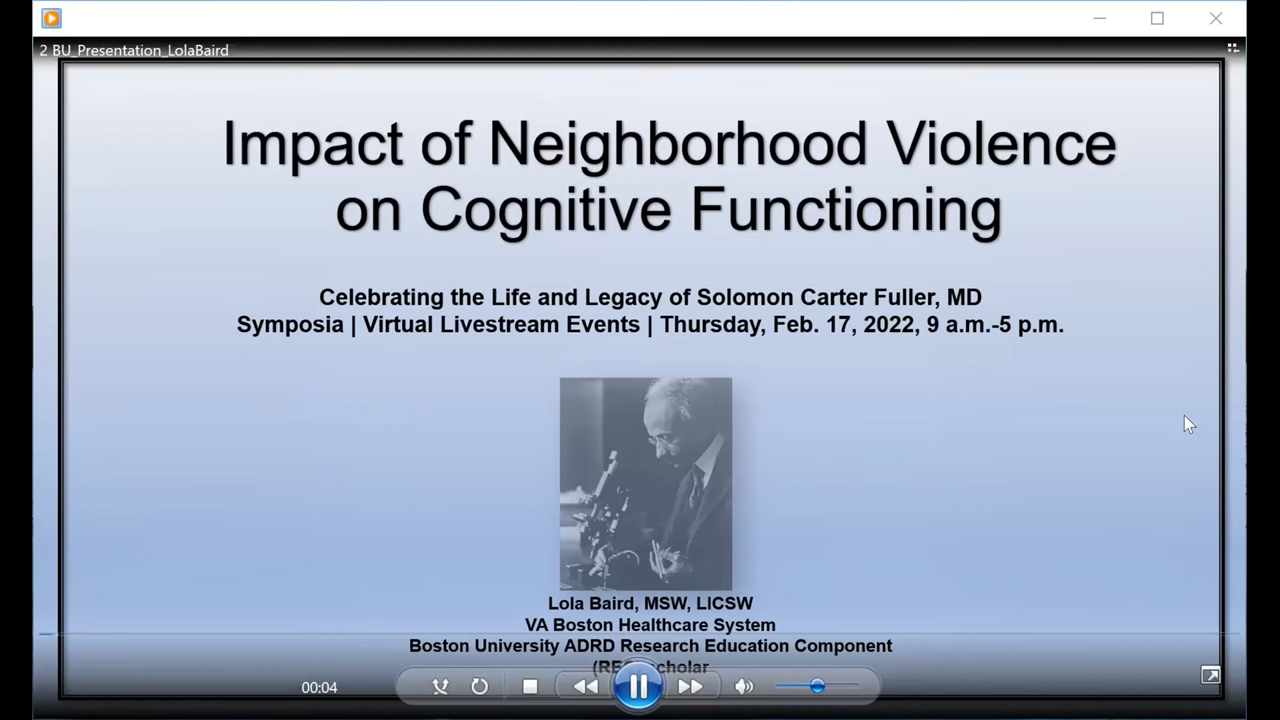 2 BU_Presentation_LolaBaird
Impact of Neighborhood Violence
on Cognitive Functioning
Celebrating the Life and Legacy of Solomon Carter Fuller, MD
Symposia | Virtual Livestream Events | Thursday, Feb. 17, 2022, 9 a.m.-5 p.m.
Lola Baird, MSW, LICSW
VA Boston Healthcare System
Boston University ADRD Research Education Component
00:04